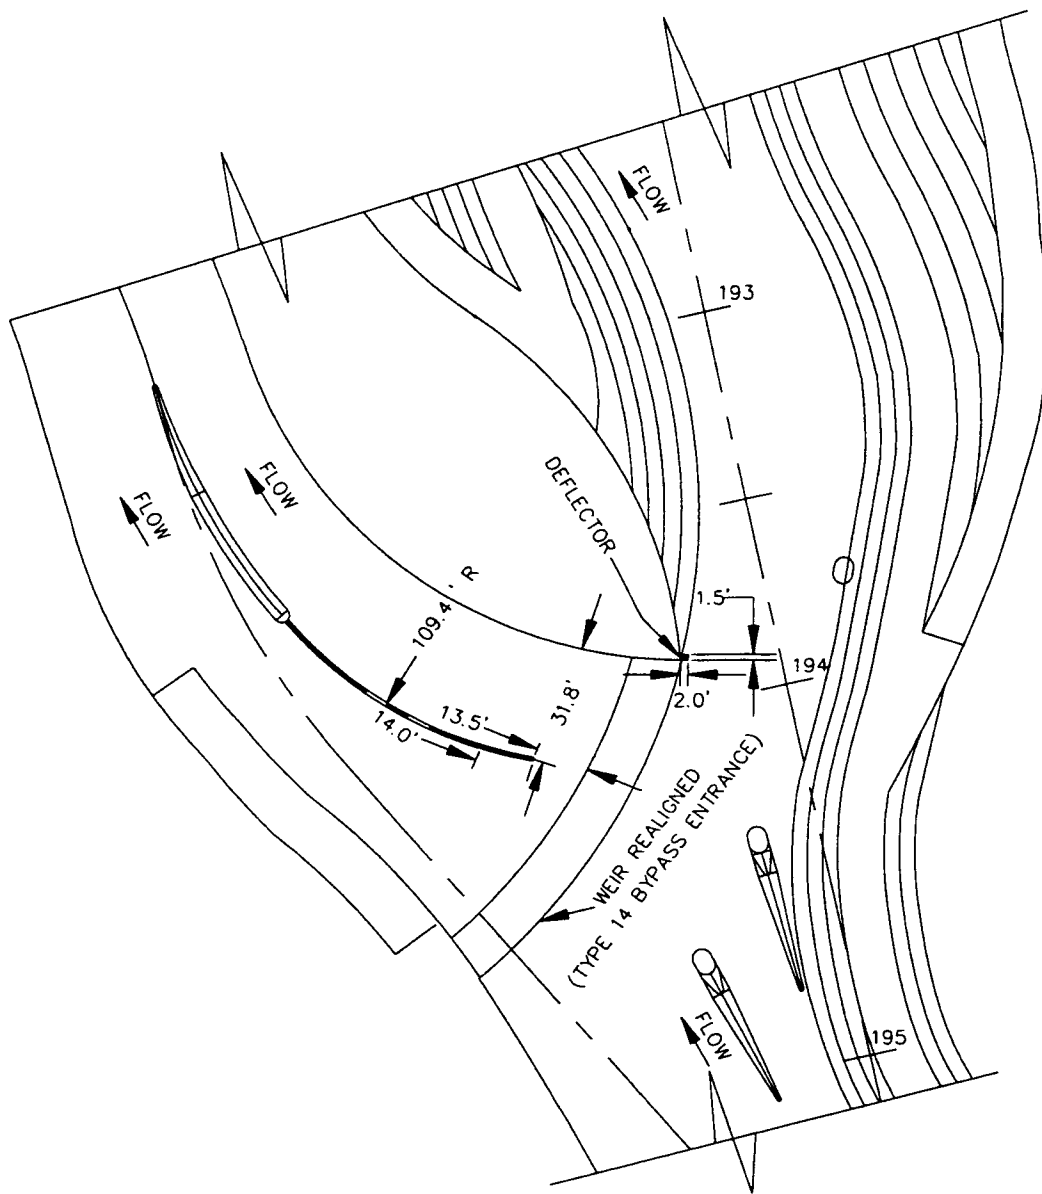 FLOW
193
DEFLECTOR
FLOW
FLOW
109.4' R
1.5'
194
2.0'
31.8'
13.5'
14.0'
WEIR REALIGNED
(TYPE 14 BYPASS ENTRANCE)
FLOW
195